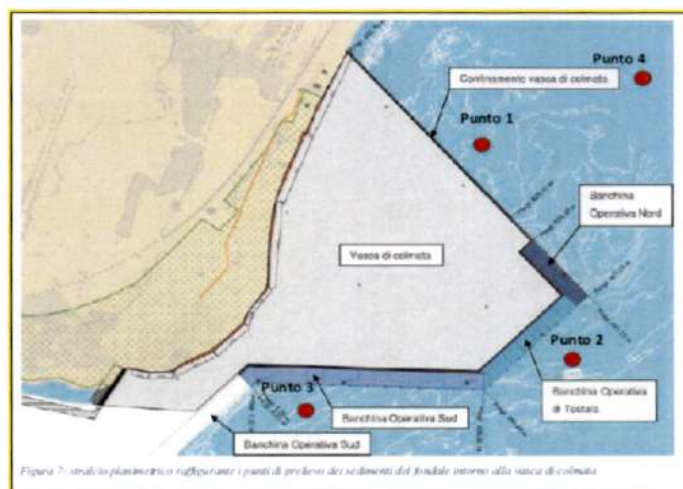 Punto 4
Confinamento vasca di colmata
Punto 1
Banchina
Operativa Nord
Vasca di colmata
Punto 2
Punto 3
Banchina Operativa Sud
Banchina Operativa
di Testata
Banchina Operativa Sud
Figura 7- stralcio planimetrico raffigurante i punti di prelievo dei sedimenti del fondale intorno alla vasca di colmata